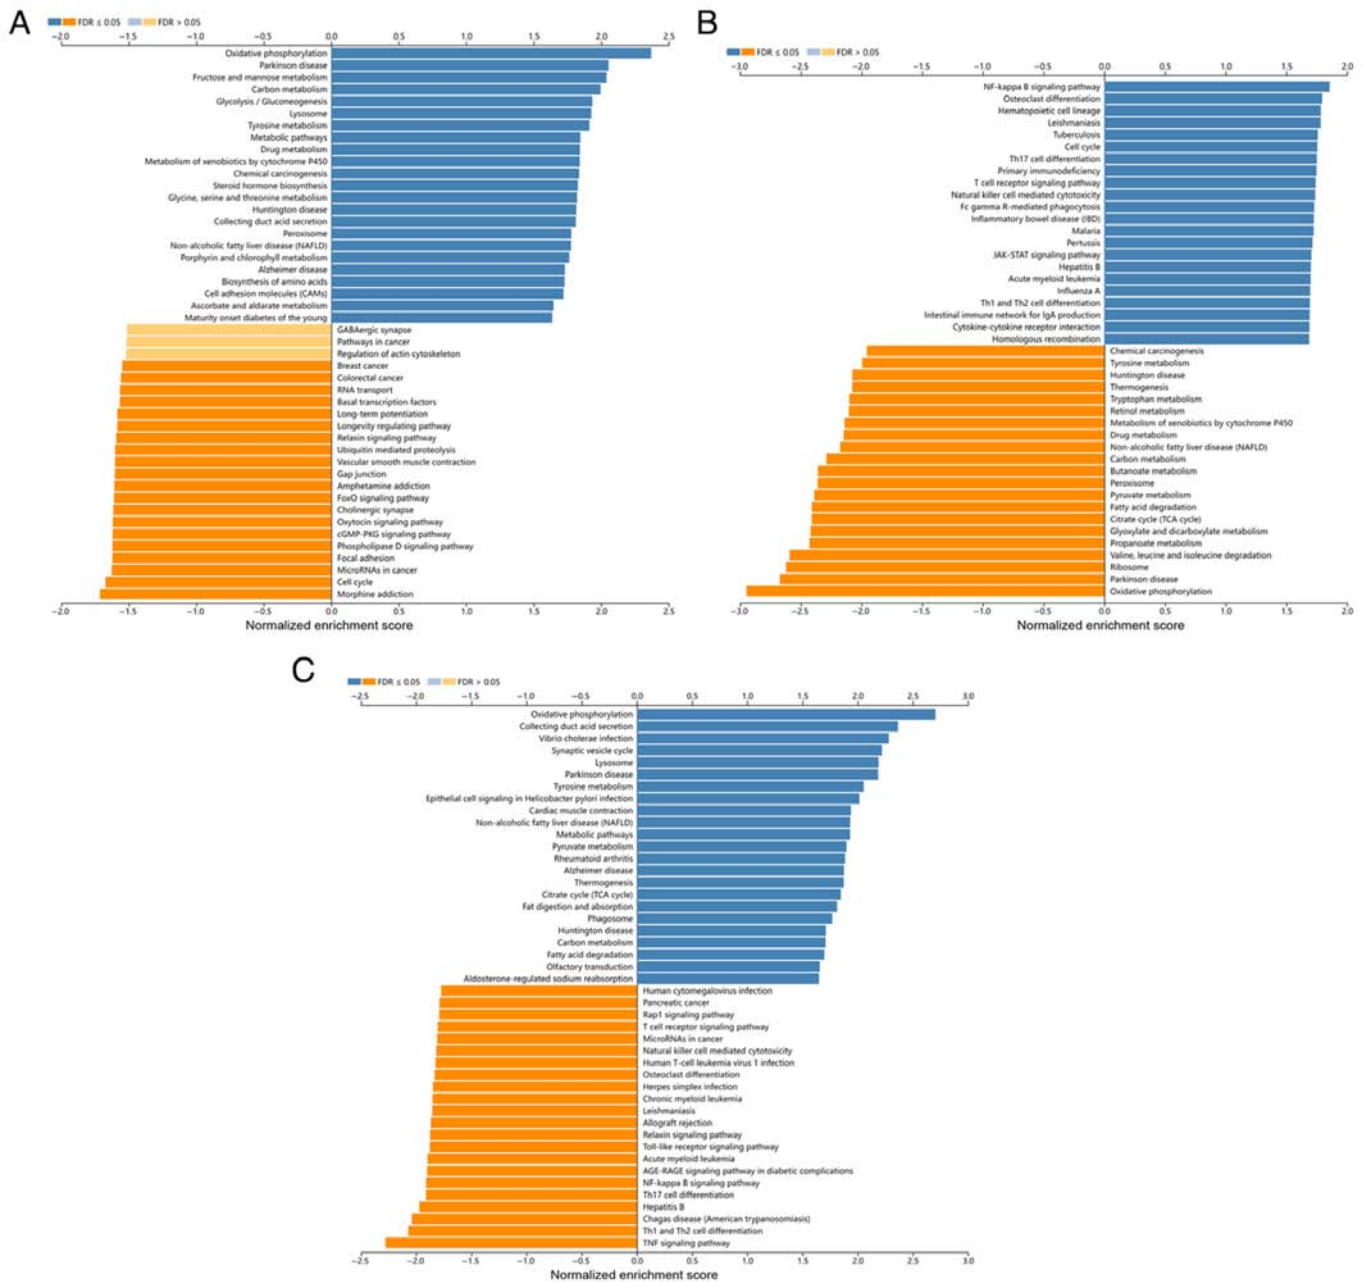 A
FDR ≤ 0.05 FDR > 0.05
−2.0 −1.5 −1.0 −0.5 0.0 0.5 1.0 1.5 2.0 2.5
Oxidative phosphorylation
Parkinson disease
Fructose and mannose metabolism
Carbon metabolism
Glycolysis / Gluconeogenesis
Lysosome
Tyrosine metabolism
Metabolic pathways
Drug metabolism
Metabolism of xenobiotics by cytochrome P450
Chemical carcinogenesis
Steroid hormone biosynthesis
Glycine, serine and threonine metabolism
Huntington disease
Collecting duct acid secretion
Peroxisome
Non-alcoholic fatty liver disease (NAFLD)
Porphyrin and chlorophyll metabolism
Alzheimer disease
Biosynthesis of amino acids
Cell adhesion molecules (CAMs)
Ascorbate and aldarate metabolism
Maturity onset diabetes of the young
GABAergic synapse
Pathways in cancer
Regulation of actin cytoskeleton
Breast cancer
Colorectal cancer
RNA transport
Basal transcription factors
Long-term potentiation
Longevity regulating pathway
Relaxin signaling pathway
Ubiquitin mediated proteolysis
Vascular smooth muscle contraction
Gap junction
Amphetamine addiction
FoxO signaling pathway
Cholinergic synapse
Oxytocin signaling pathway
cGMP-PKG signaling pathway
Phospholipase D signaling pathway
Focal adhesion
MicroRNAs in cancer
Cell cycle
Morphine addiction
−2.0 −1.5 −1.0 −0.5 0.0 0.5 1.0 1.5 2.0 2.5
Normalized enrichment score
B
FDR ≤ 0.05 FDR > 0.05
−3.0 −2.5 −2.0 −1.5 −1.0 −0.5 0.0 0.5 1.0 1.5 2.0
NF-kappa B signaling pathway
Osteoclast differentiation
Hematopoietic cell lineage
Leishmaniasis
Tuberculosis
Cell cycle
Th17 cell differentiation
Primary immunodeficiency
T cell receptor signaling pathway
Natural killer cell mediated cytotoxicity
Fc gamma R-mediated phagocytosis
Inflammatory bowel disease (IBD)
Malaria
Pertussis
JAK-STAT signaling pathway
Hepatitis B
Acute myeloid leukemia
Influenza A
Th1 and Th2 cell differentiation
Intestinal immune network for IgA production
Cytokine-cytokine receptor interaction
Homologous recombination
Chemical carcinogenesis
Tyrosine metabolism
Huntington disease
Thermogenesis
Tryptophan metabolism
Retinol metabolism
Metabolism of xenobiotics by cytochrome P450
Drug metabolism
Non-alcoholic fatty liver disease (NAFLD)
Carbon metabolism
Butanoate metabolism
Peroxisome
Pyruvate metabolism
Fatty acid degradation
Citrate cycle (TCA cycle)
Glyoxylate and dicarboxylate metabolism
Propanoate metabolism
Valine, leucine and isoleucine degradation
Ribosome
Parkinson disease
Oxidative phosphorylation
−3.0 −2.5 −2.0 −1.5 −1.0 −0.5 0.0 0.5 1.0 1.5 2.0
Normalized enrichment score
C
FDR ≤ 0.05 FDR > 0.05
−2.5 −2.0 −1.5 −1.0 −0.5 0.0 0.5 1.0 1.5 2.0 2.5 3.0
Oxidative phosphorylation
Collecting duct acid secretion
Vibrio cholerae infection
Synaptic vesicle cycle
Lysosome
Parkinson disease
Tyrosine metabolism
Epithelial cell signaling in Helicobacter pylori infection
Cardiac muscle contraction
Non-alcoholic fatty liver disease (NAFLD)
Metabolic pathways
Pyruvate metabolism
Rheumatoid arthritis
Alzheimer disease
Thermogenesis
Citrate cycle (TCA cycle)
Fat digestion and absorption
Phagosome
Huntington disease
Carbon metabolism
Fatty acid degradation
Olfactory transduction
Aldosterone-regulated sodium reabsorption
Human cytomegalovirus infection
Pancreatic cancer
Rap1 signaling pathway
T cell receptor signaling pathway
MicroRNAs in cancer
Natural killer cell mediated cytotoxicity
Human T-cell leukemia virus 1 infection
Osteoclast differentiation
Herpes simplex infection
Chronic myeloid leukemia
Leishmaniasis
Allograft rejection
Relaxin signaling pathway
Toll-like receptor signaling pathway
Acute myeloid leukemia
AGE-RAGE signaling pathway in diabetic complications
NF-kappa B signaling pathway
Th17 cell differentiation
Hepatitis B
Chagas disease (American trypanosomiasis)
Th1 and Th2 cell differentiation
TNF signaling pathway
−2.5 −2.0 −1.5 −1.0 −0.5 0.0 0.5 1.0 1.5 2.0 2.5 3.0
Normalized enrichment score